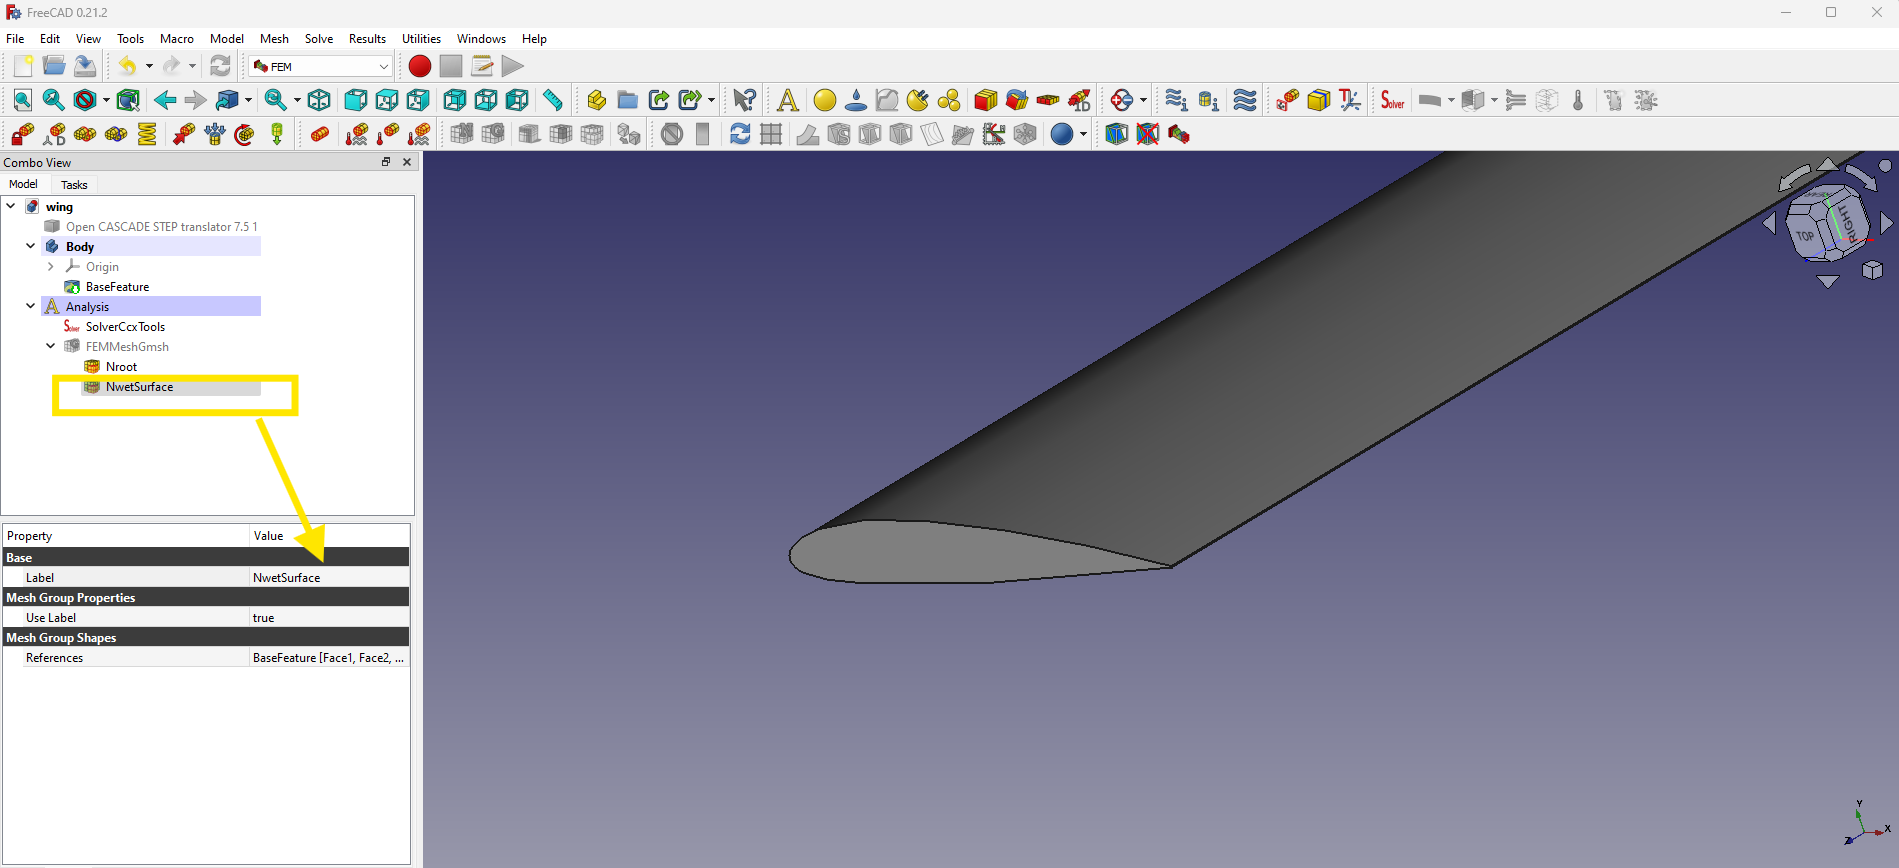 FreeCAD 0.21.2
File Edit View Tools Macro Model Mesh Solve Results Utilities Windows Help
FEM
Solver
Combo View
Model Tasks
wing
Open CASCADE STEP translator 7.5 1
Body
Origin
BaseFeature
Analysis
Solver SolverCcxTools
FEMMeshGmsh
Nroot
NwetSurface
Property Value
Base
Label NwetSurface
Mesh Group Properties
Use Label true
Mesh Group Shapes
References BaseFeature [Face1, Face2, ...
TOP
RIGHT
Y
X
Z